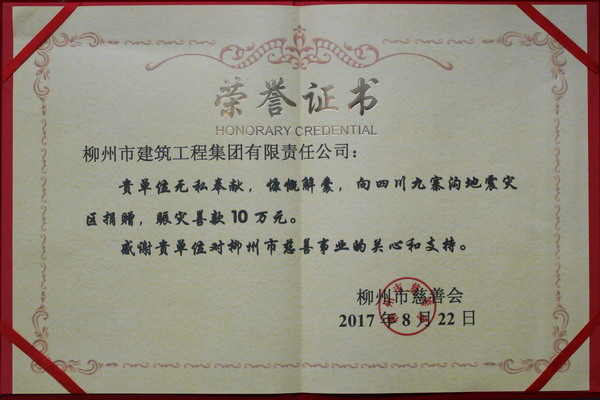 荣誉证书
HONORARY CREDENTIAL
柳州市建筑工程集团有限责任公司：
贵单位无私奉献，慷慨解囊，向四川九寨沟地震灾
区捐赠，赈灾善款10万元。
感谢贵单位对柳州市慈善事业的关心和支持。
柳州市慈善会
2017年8月22日